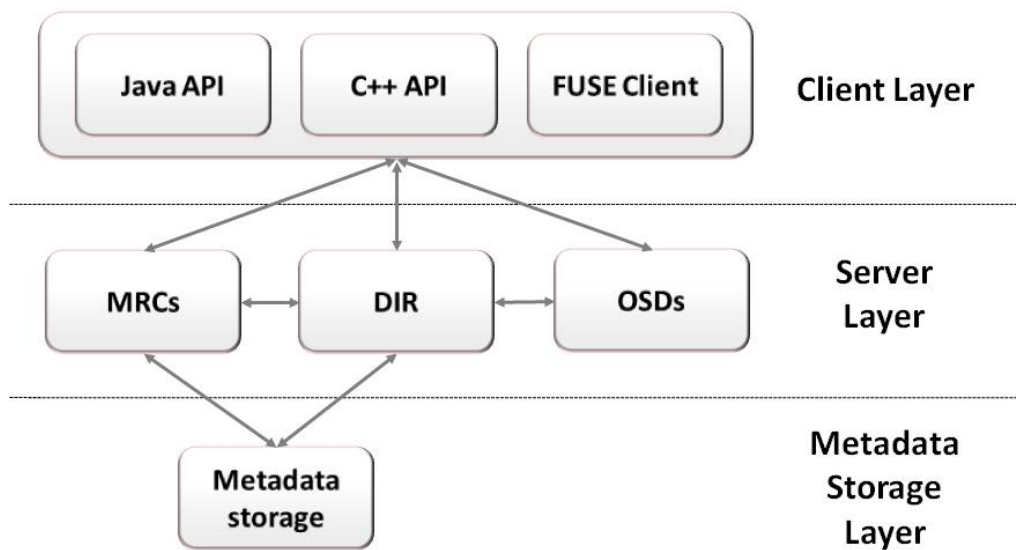 Java API
C++ API
FUSE Client
Client Layer
MRCs
DIR
OSDs
Server
Layer
Metadata
storage
Metadata
Storage
Layer